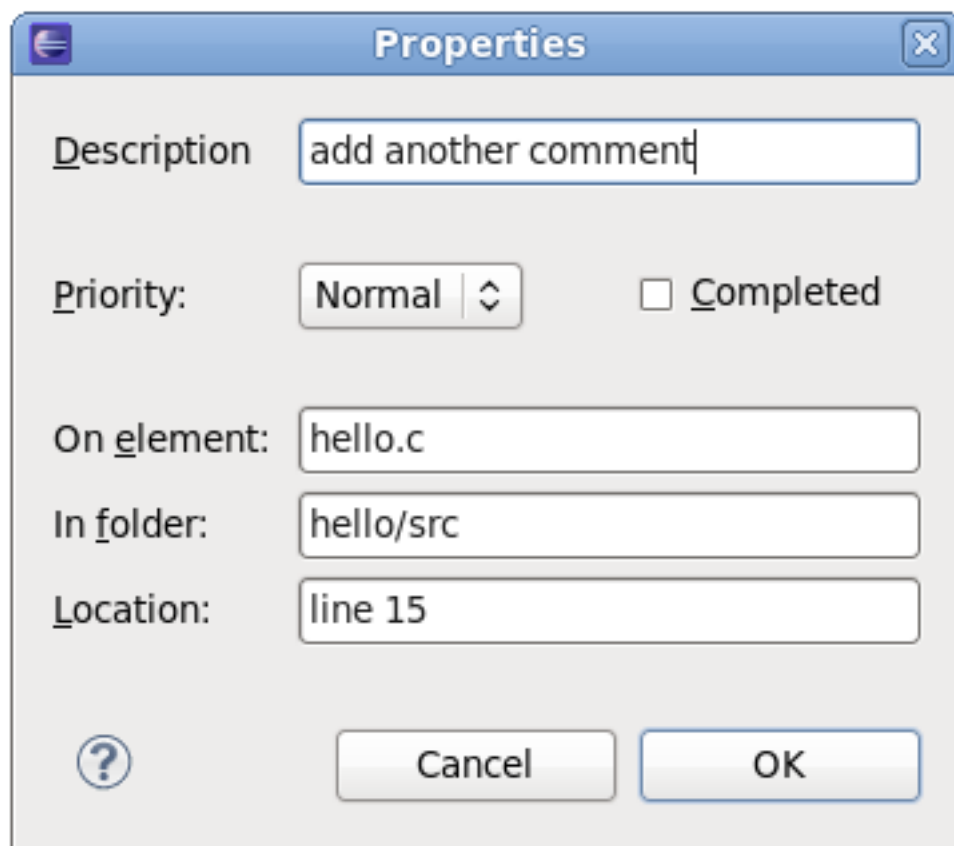 Properties
Description add another comment
Priority: Normal Completed
On element: hello.c
In folder: hello/src
Location: line 15
? Cancel OK